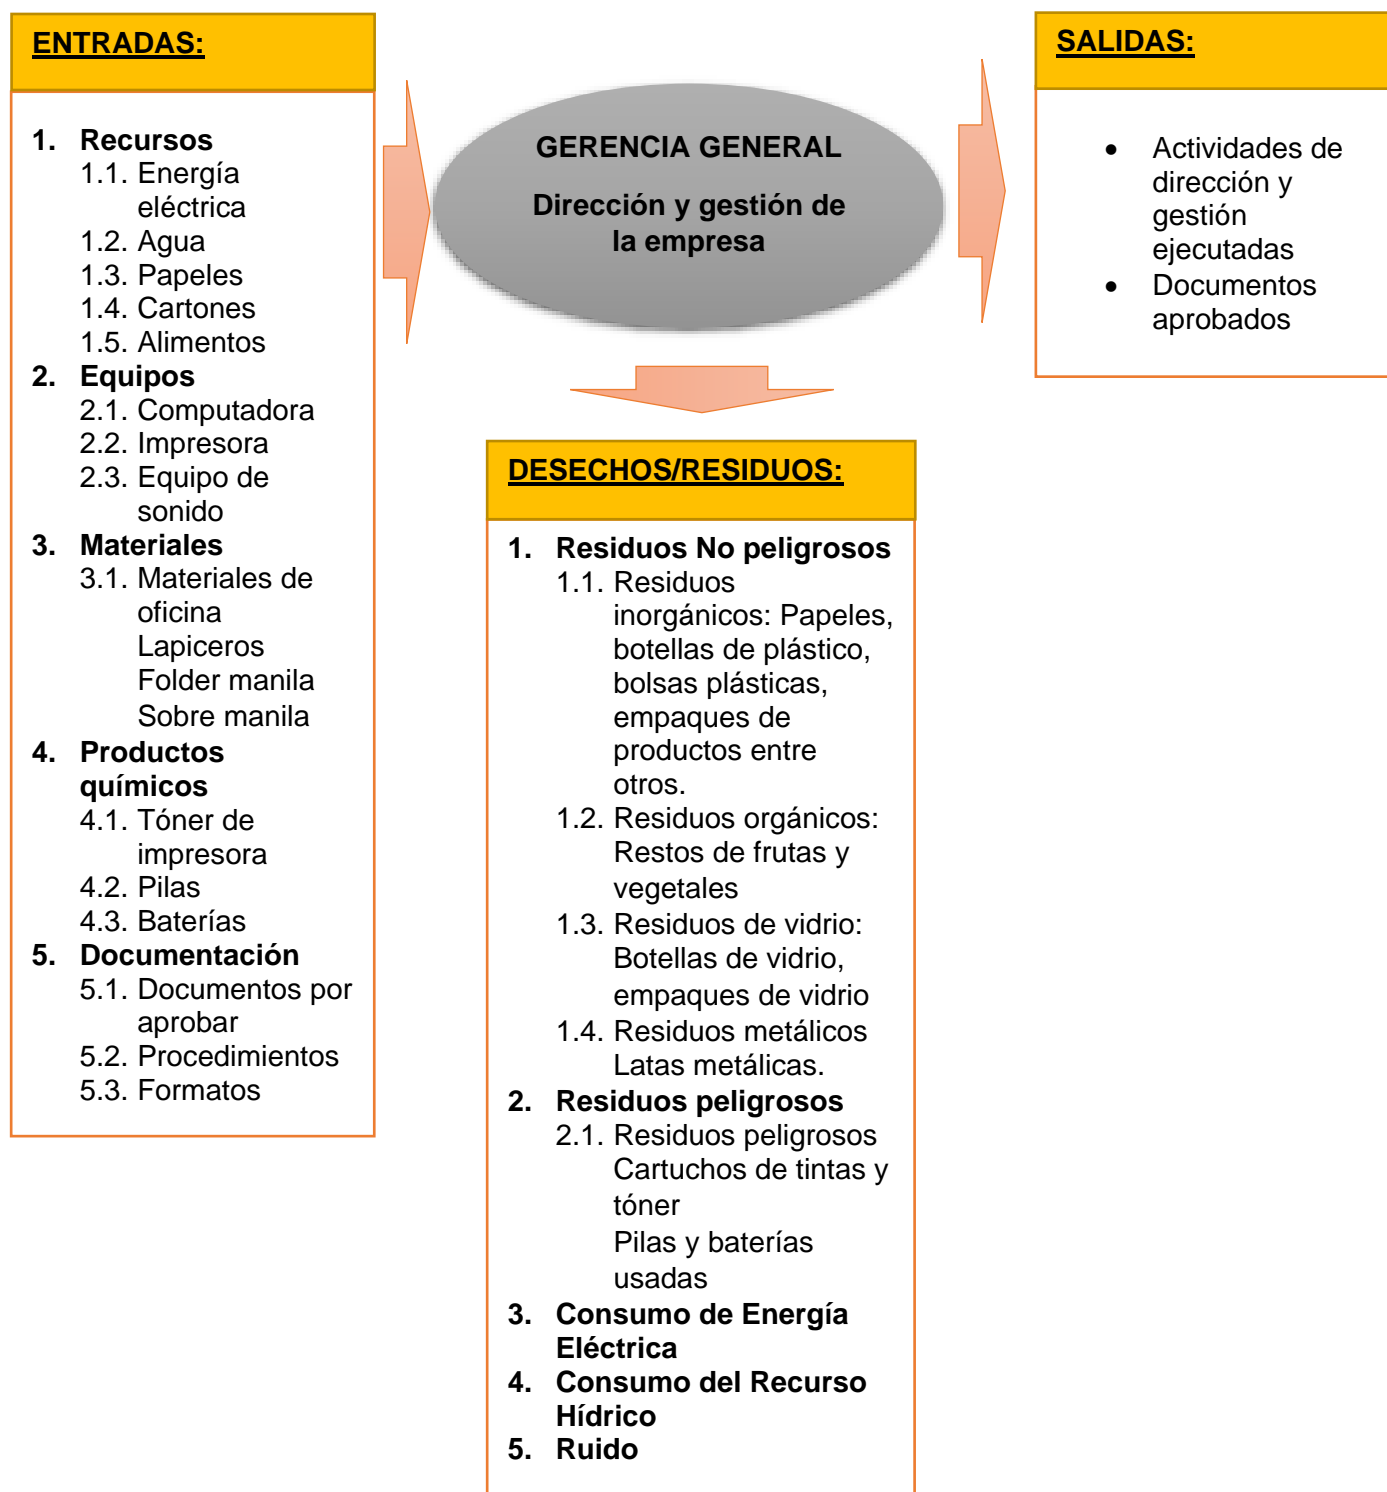 ENTRADAS:
1. Recursos
1.1. Energía
eléctrica
1.2. Agua
1.3. Papeles
1.4. Cartones
1.5. Alimentos
2. Equipos
2.1. Computadora
2.2. Impresora
2.3. Equipo de
sonido
3. Materiales
3.1. Materiales de
oficina
Lapiceros
Folder manila
Sobre manila
4. Productos
químicos
4.1. Tóner de
impresora
4.2. Pilas
4.3. Baterías
5. Documentación
5.1. Documentos por
aprobar
5.2. Procedimientos
5.3. Formatos
GERENCIA GENERAL
Dirección y gestión de
la empresa
SALIDAS:
• Actividades de
dirección y
gestión
ejecutadas
• Documentos
aprobados
DESECHOS/RESIDUOS:
1. Residuos No peligrosos
1.1. Residuos
inorgánicos: Papeles,
botellas de plástico,
bolsas plásticas,
empaques de
productos entre
otros.
1.2. Residuos orgánicos:
Restos de frutas y
vegetales
1.3. Residuos de vidrio:
Botellas de vidrio,
empaques de vidrio
1.4. Residuos metálicos
Latas metálicas.
2. Residuos peligrosos
2.1. Residuos peligrosos
Cartuchos de tintas y
tóner
Pilas y baterías
usadas
3. Consumo de Energía
Eléctrica
4. Consumo del Recurso
Hídrico
5. Ruido